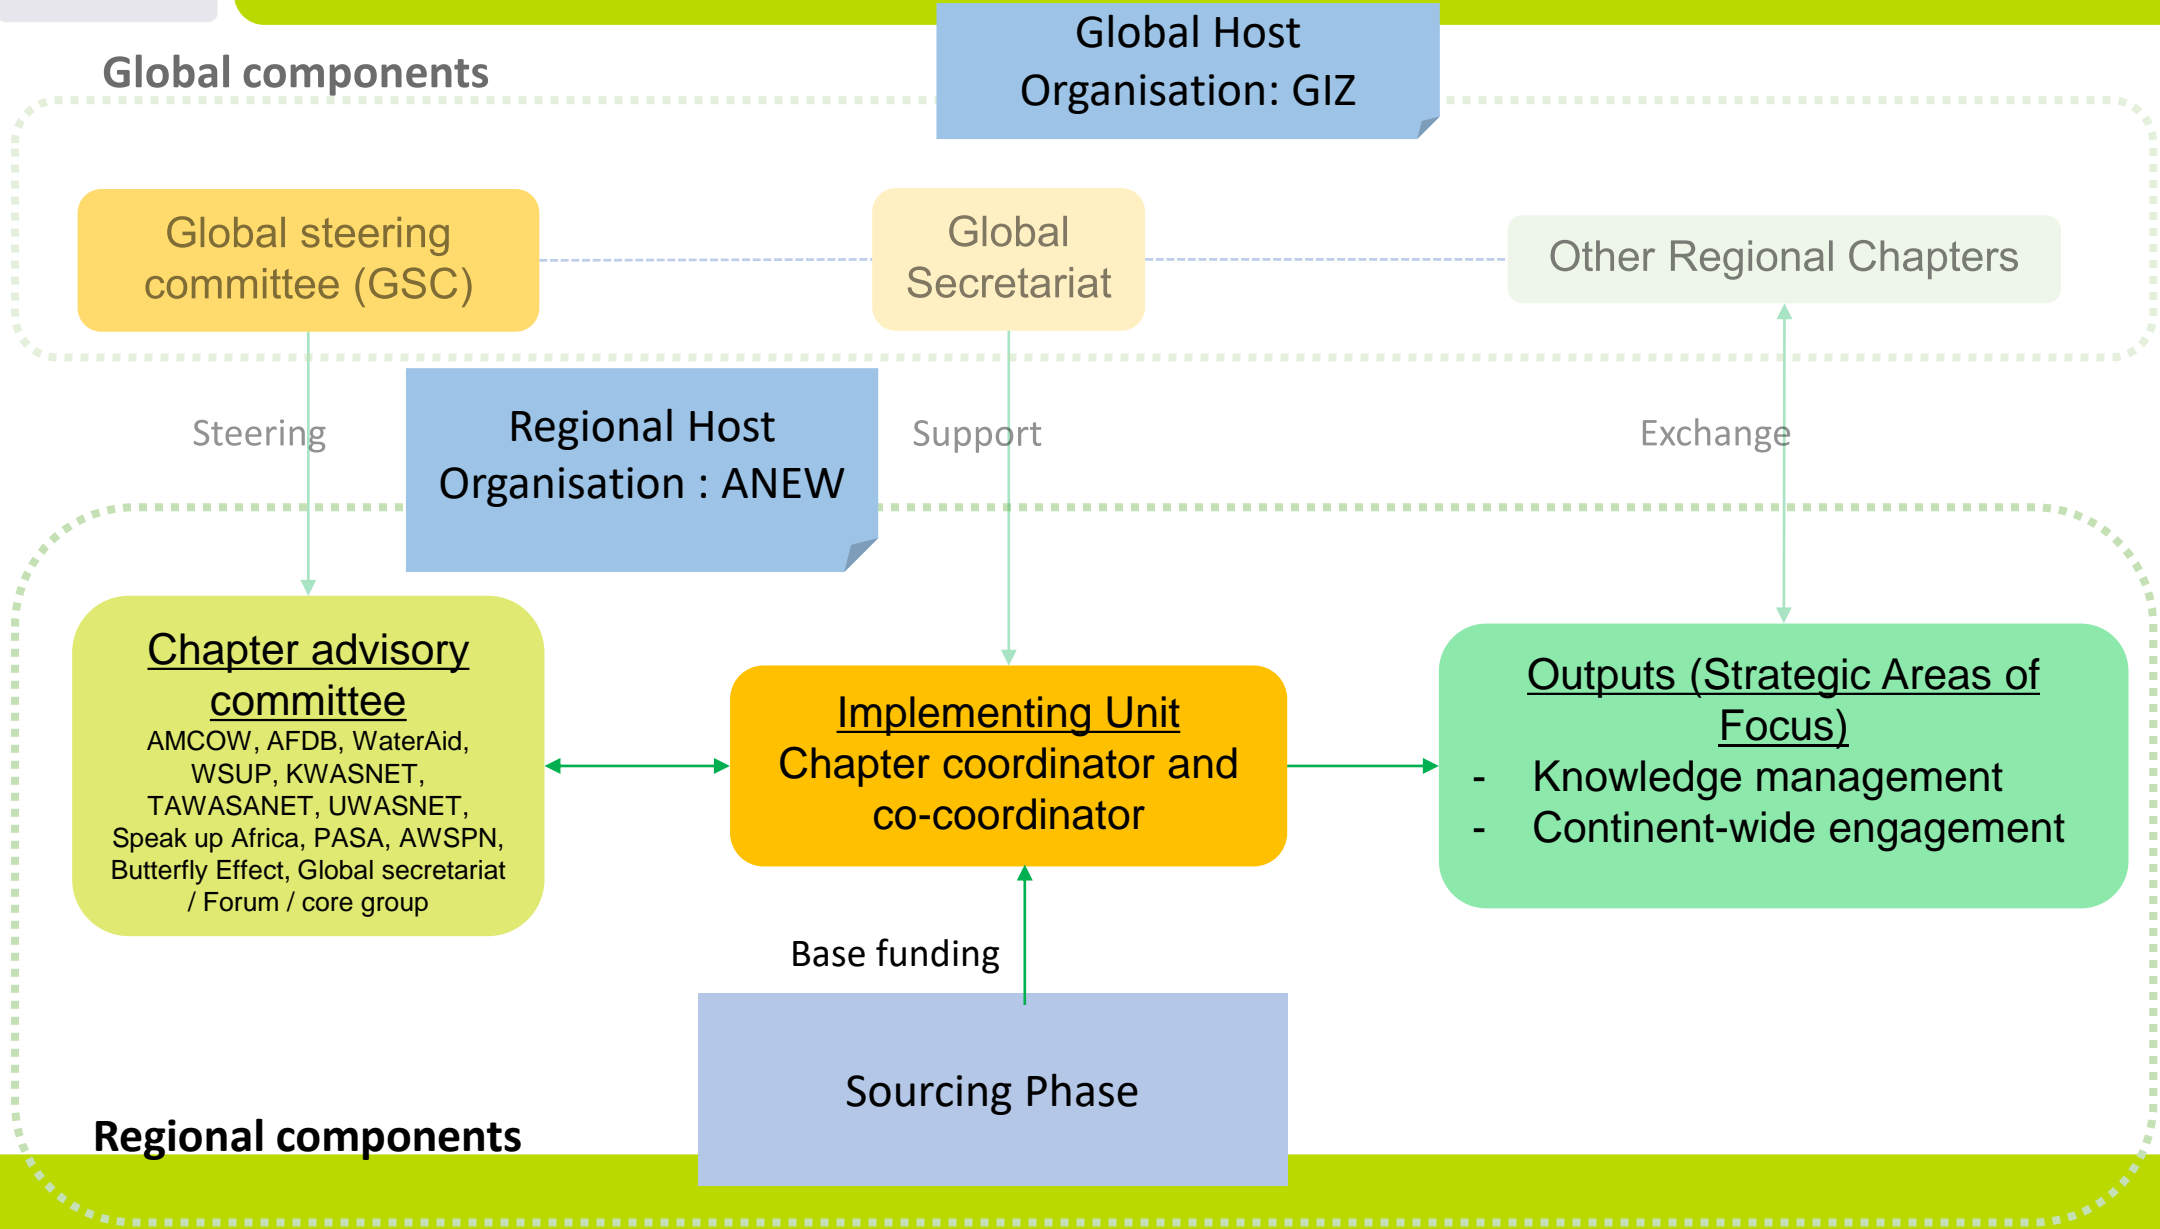 Global Host
Organisation: GIZ
Global components
Global steering
committee (GSC)
Global
Secretariat
Other Regional Chapters
Steering
Regional Host
Organisation : ANEW
Support
Exchange
Chapter advisory
committee
AMCOW, AFDB, WaterAid,
WSUP, KWASNET,
TAWASANET, UWASNET,
Speak up Africa, PASA, AWSPN,
Butterfly Effect, Global secretariat
/ Forum / core group
Implementing Unit
Chapter coordinator and
co-coordinator
Outputs (Strategic Areas of
Focus)
- Knowledge management
- Continent-wide engagement
Base funding
Sourcing Phase
Regional components